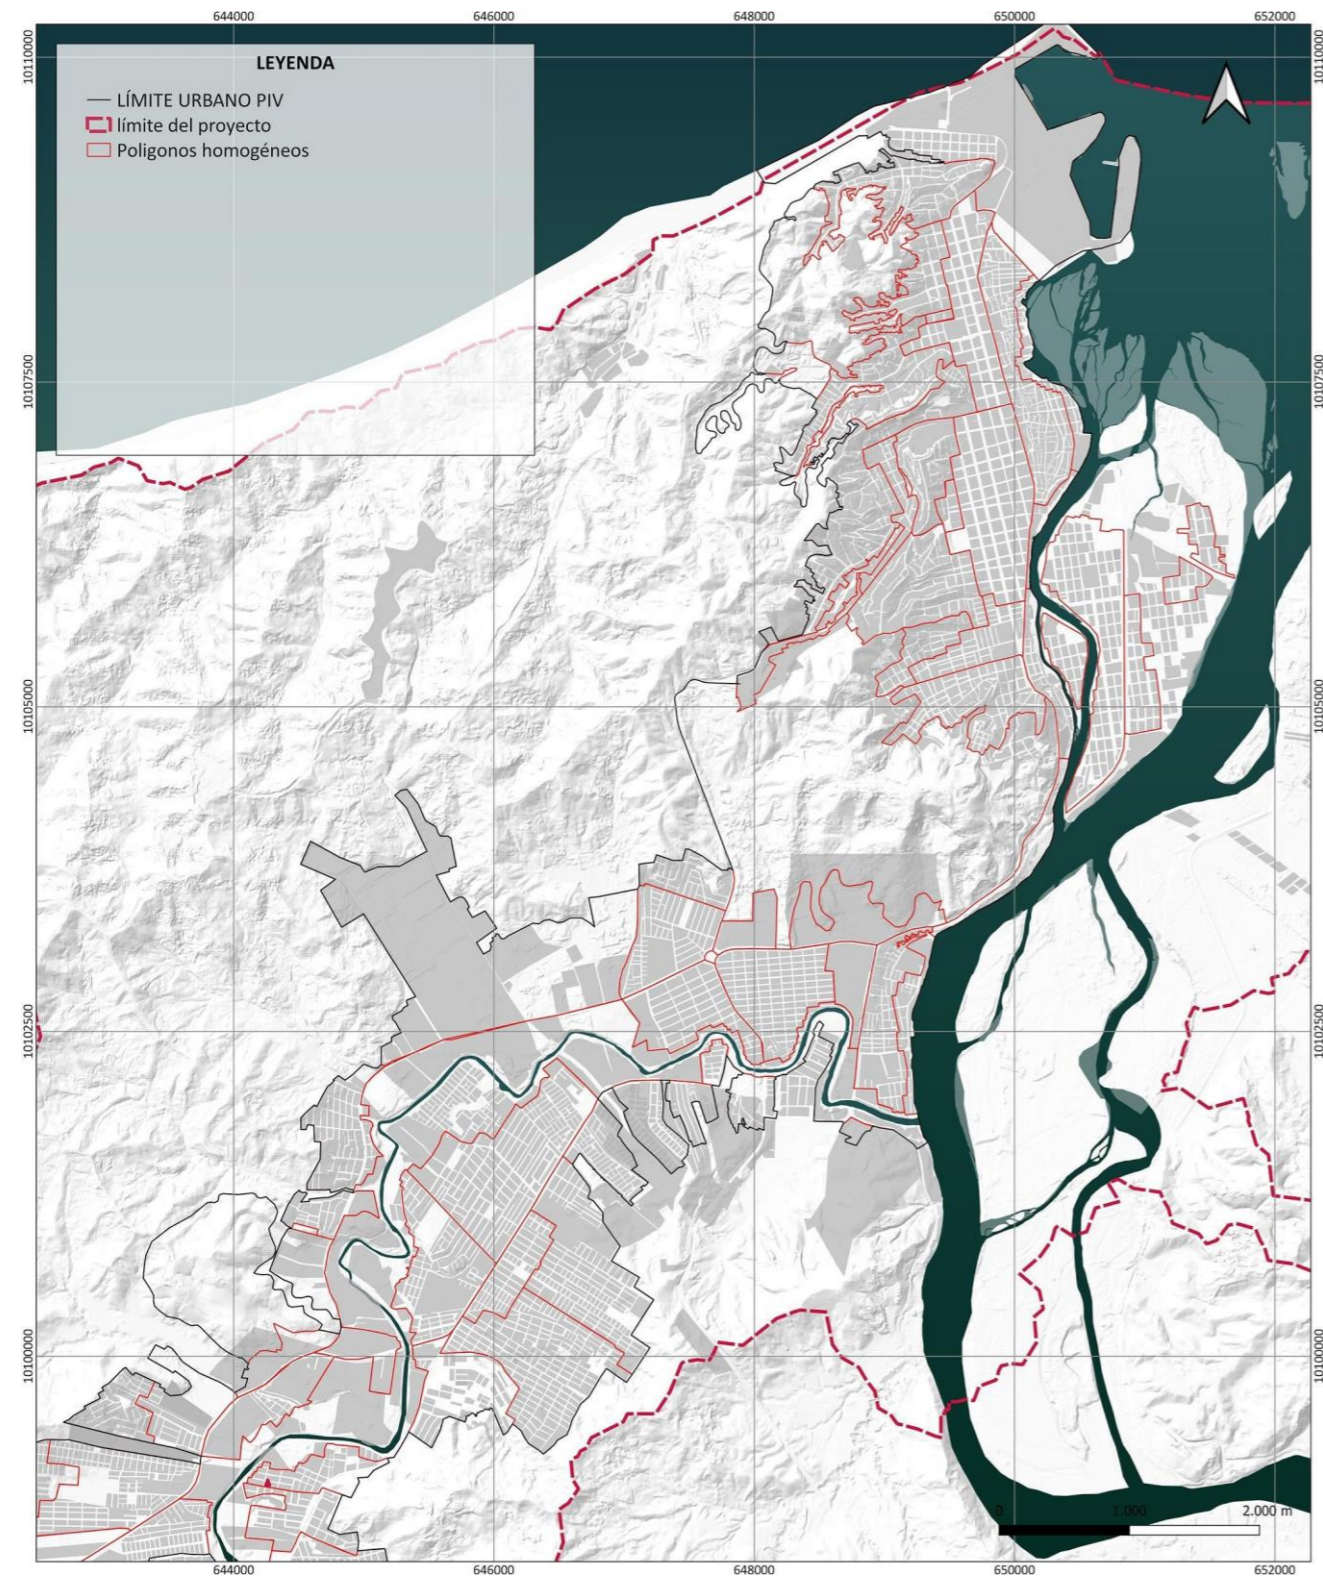 644000 646000 648000 650000 652000
LEYENDA
LÍMITE URBANO PIV
límite del proyecto
Poligonos homogéneos
10110000 10110000
10107500 10107500
10105000 10105000
10102500 10102500
10100000 10100000
0 1.000 2.000 m
644000 646000 648000 650000 652000